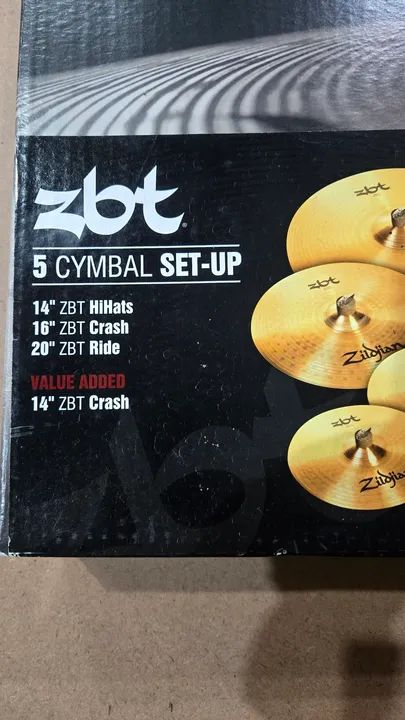 zbt
5 CYMBAL SET-UP
14" ZBT HiHats
16" ZBT Crash
20" ZBT Ride
VALUE ADDED
14" ZBT Crash
zbt
zbt
Zildjian
zbt
Zildjian
zbt